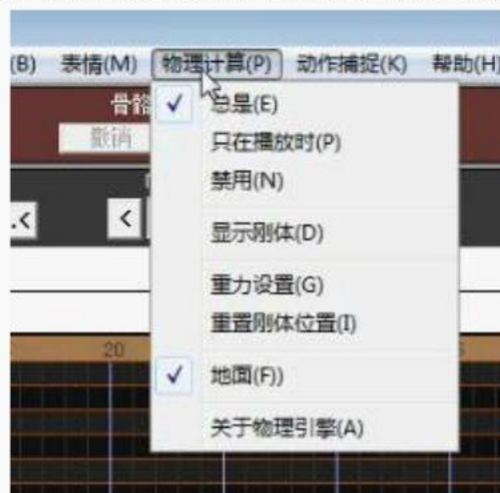 (B) 表情(M) 物理计算(P) 动作捕捉(K) 帮助(H)
骨骼
撤消
总是(E)
只在播放时(P)
禁用(N)
显示刚体(D)
重力设置(G)
重置刚体位置(I)
20
地面(F))
关于物理引擎(A)